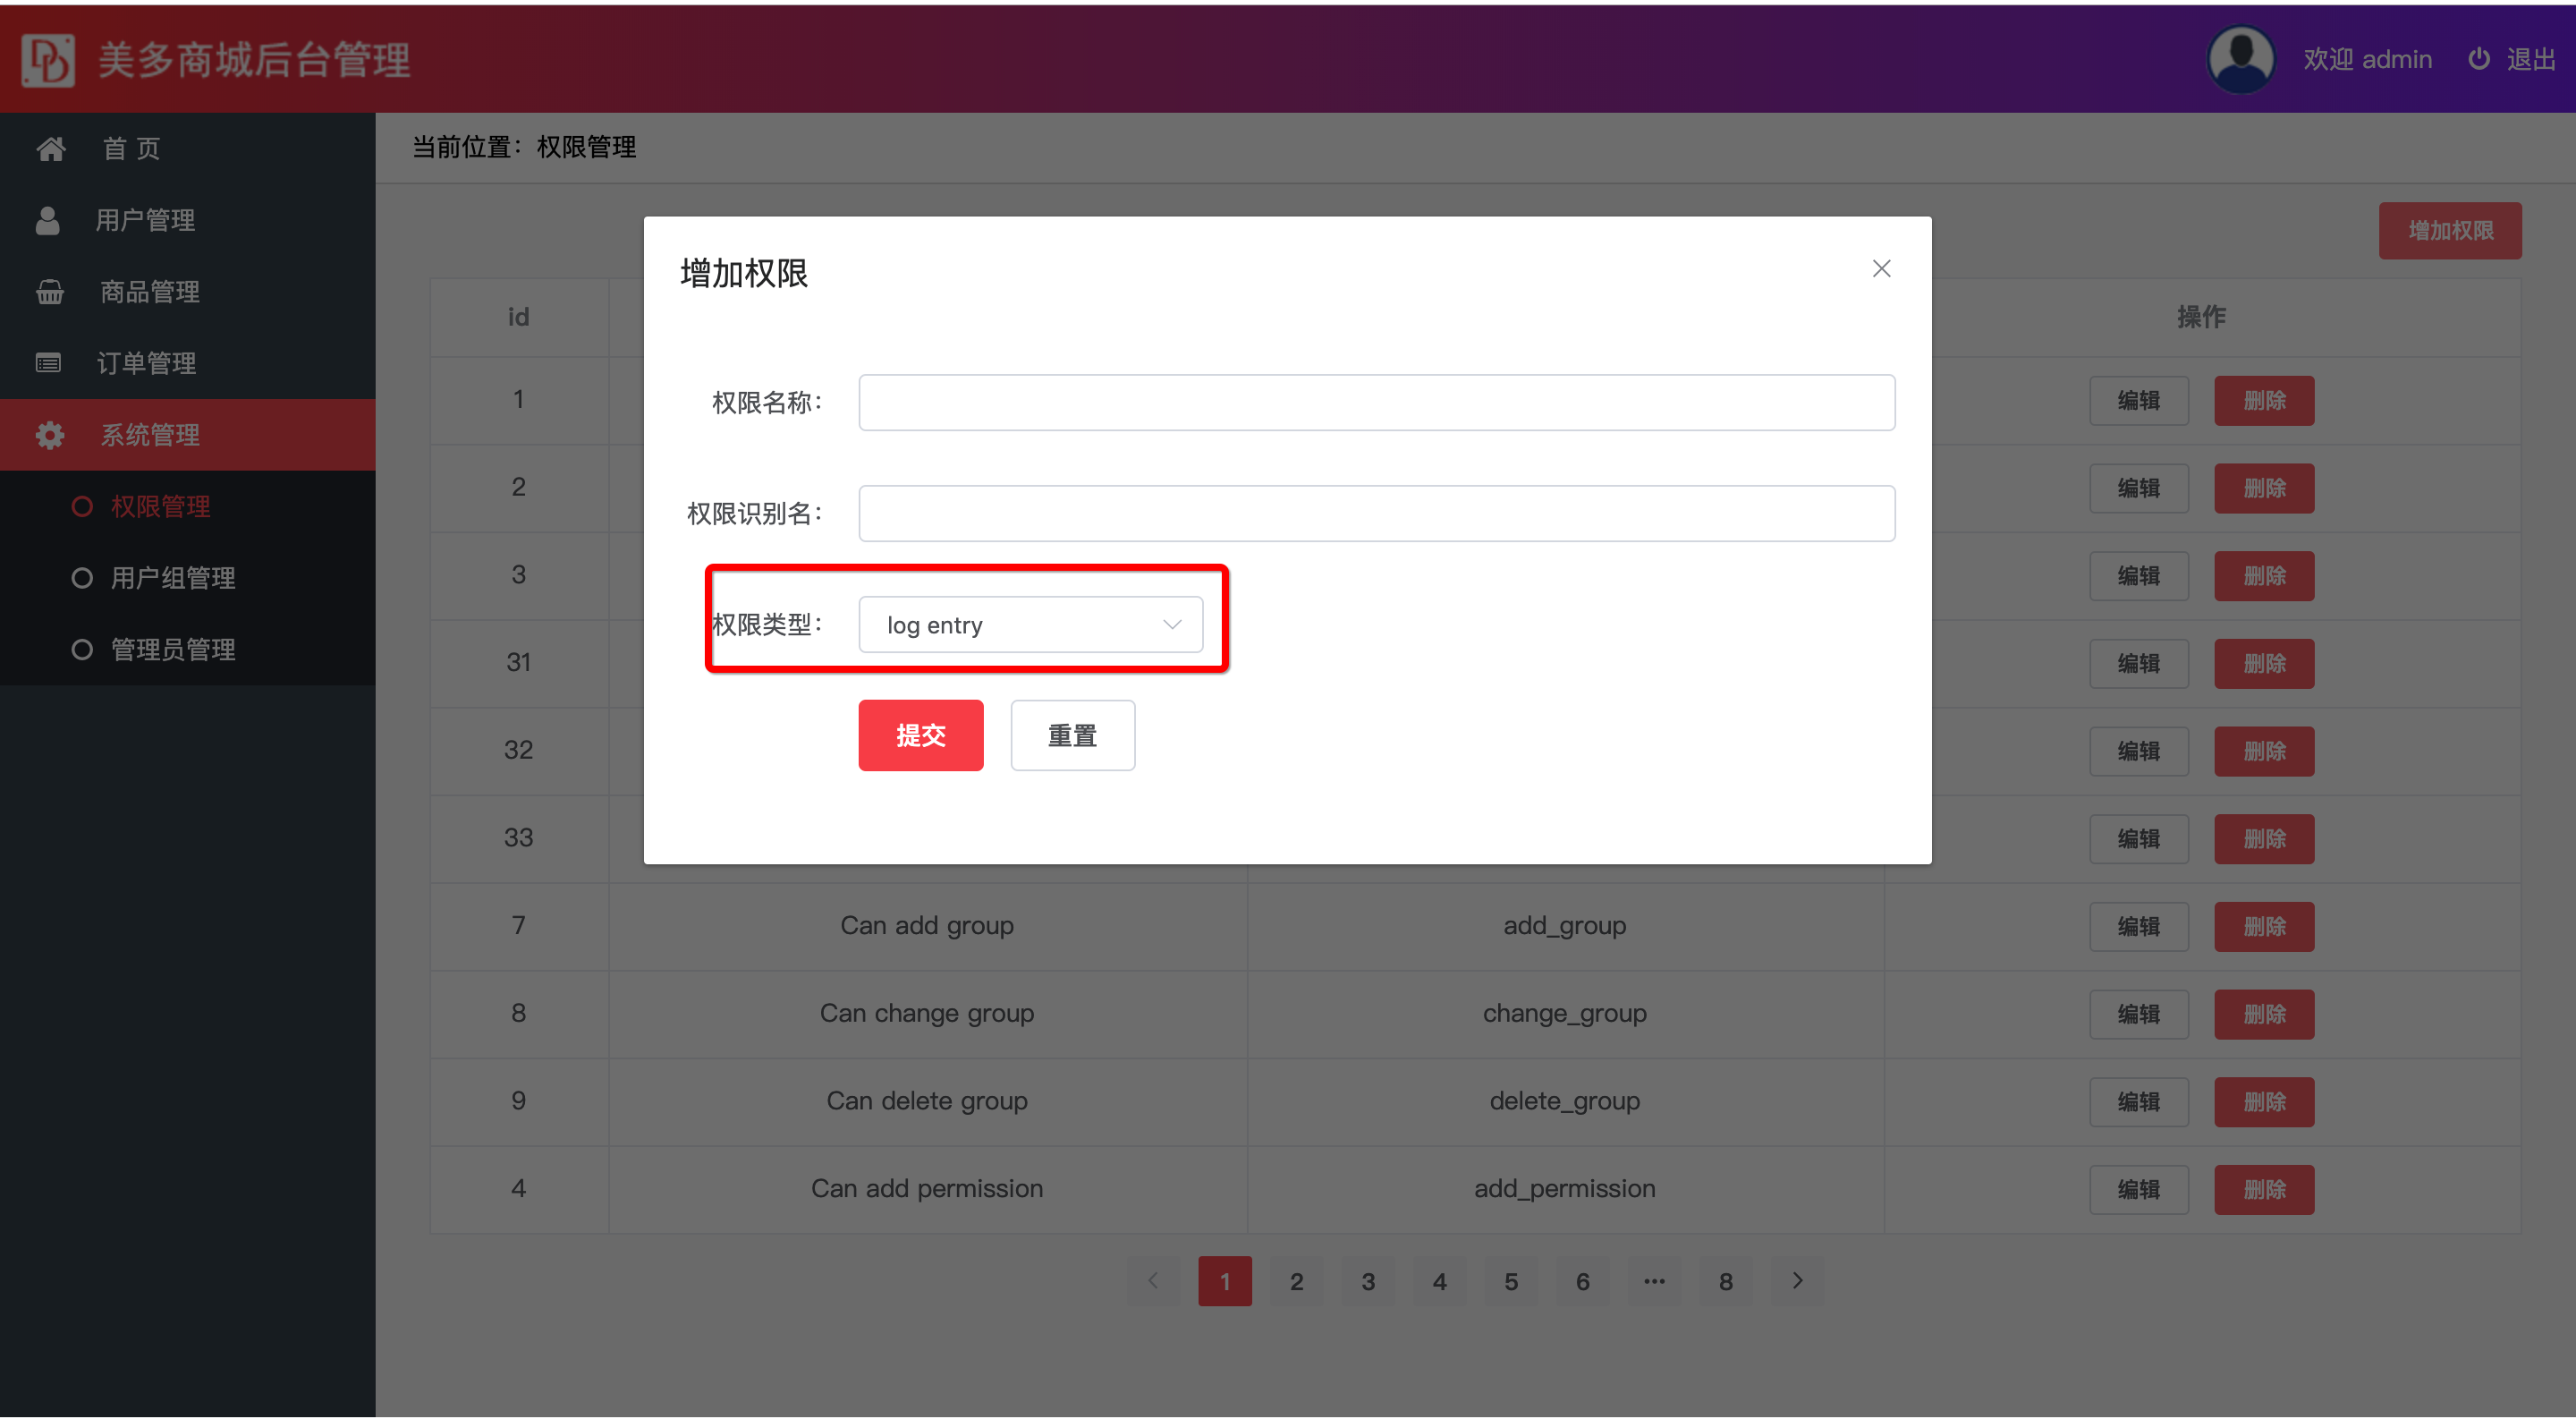 美多商城后台管理
欢迎 admin
退出
首 页
用户管理
商品管理
订单管理
系统管理
权限管理
用户组管理
管理员管理
当前位置：权限管理
增加权限
id
操作
1
编辑 删除
2
编辑 删除
3
编辑 删除
31
编辑 删除
32
编辑 删除
33
编辑 删除
7 Can add group add_group 编辑 删除
8 Can change group change_group 编辑 删除
9 Can delete group delete_group 编辑 删除
4 Can add permission add_permission 编辑 删除
1 2 3 4 5 6 ··· 8
增加权限
权限名称：
权限识别名：
权限类型： log entry
提交 重置